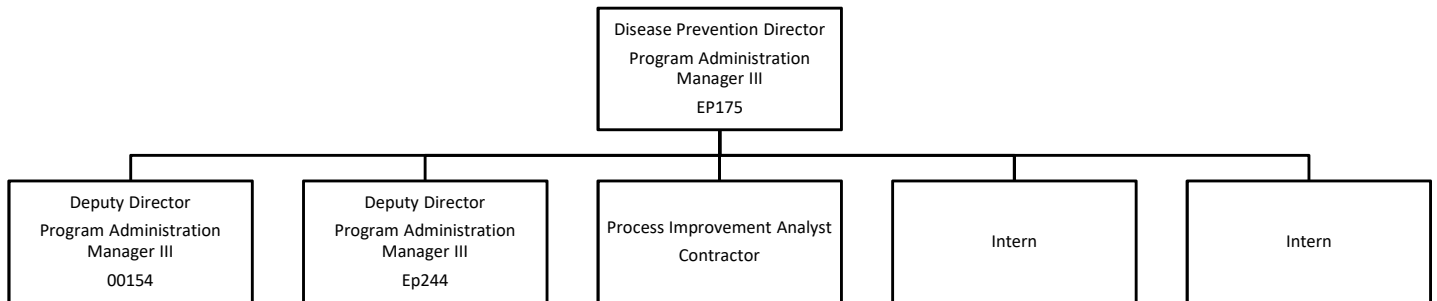 Disease Prevention Director
Program Administration
Manager III
EP175
Deputy Director
Program Administration
Manager III
00154
Deputy Director
Program Administration
Manager III
Ep244
Process Improvement Analyst
Contractor
Intern
Intern